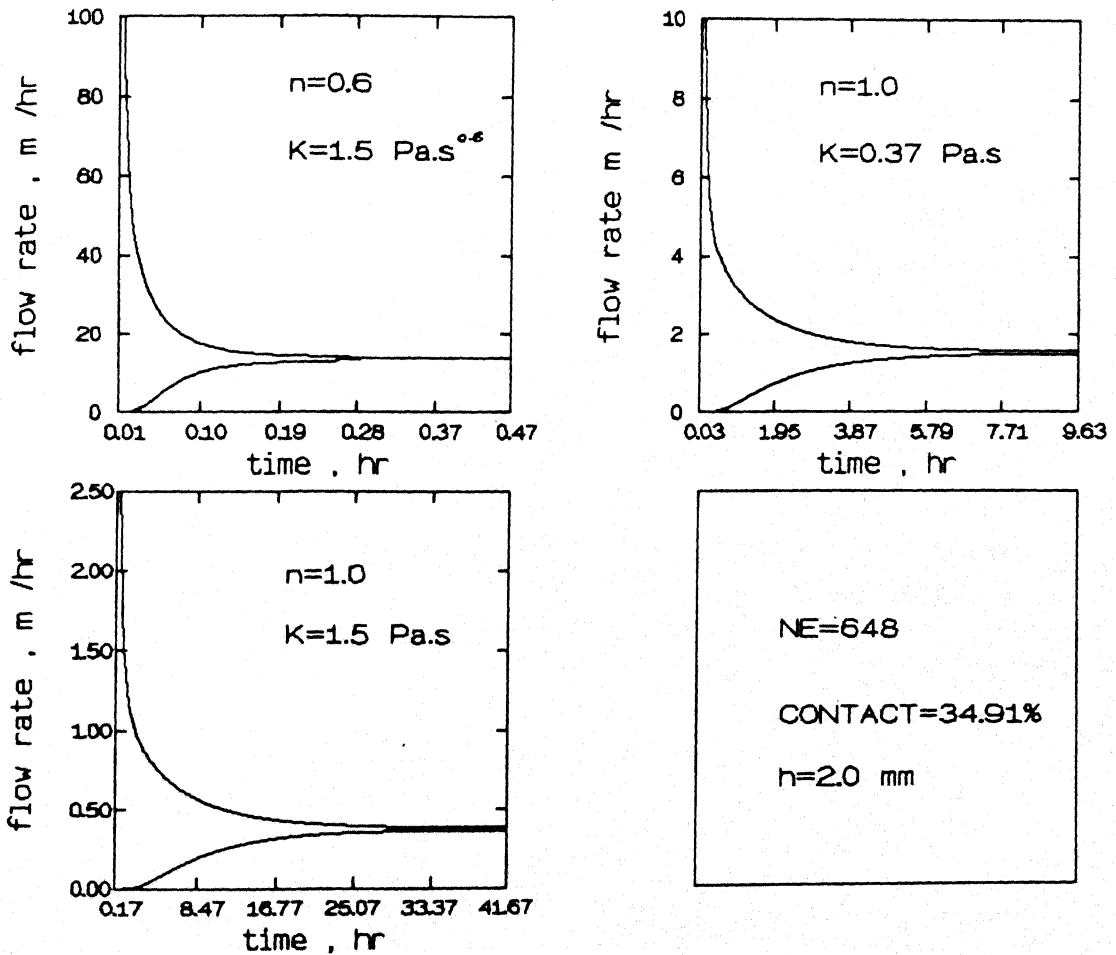 100
80
60
40
20
0
flow rate , m /hr
n=0.6
K=1.5 Pa.s⁰·⁶
0.01 0.10 0.19 0.28 0.37 0.47
time , hr
10
8
6
4
2
0
flow rate m /hr
n=1.0
K=0.37 Pa.s
0.03 1.95 3.87 5.79 7.71 9.63
time , hr
2.50
2.00
1.50
1.00
0.50
0.00
flow rate , m /hr
n=1.0
K=1.5 Pa.s
0.17 8.47 16.77 25.07 33.37 41.67
time , hr
NE=648
CONTACT=34.91%
h=2.0 mm